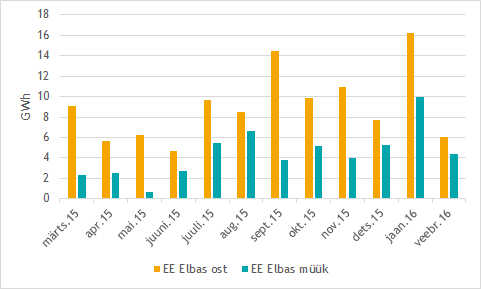 18
16
14
12
10
8
6
4
2
0
GWh
märts.15
apr.15
mai.15
juuni.15
juuli.15
aug.15
sept.15
okt.15
nov.15
dets.15
jaan.16
veebr.16
EE Elbas ost
EE Elbas müük